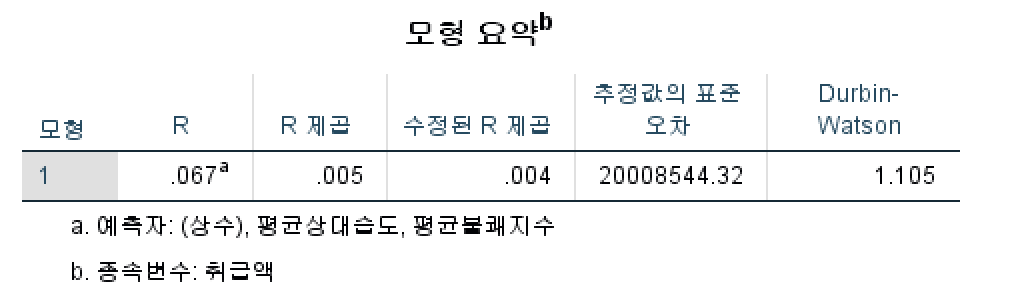 모형 요약b
모형 R R 제곱 수정된 R 제곱 추정값의 표준 오차 Durbin-Watson
1 .067a .005 .004 20008544.32 1.105
a. 예측자: (상수), 평균상대습도, 평균불쾌지수
b. 종속변수: 취급액